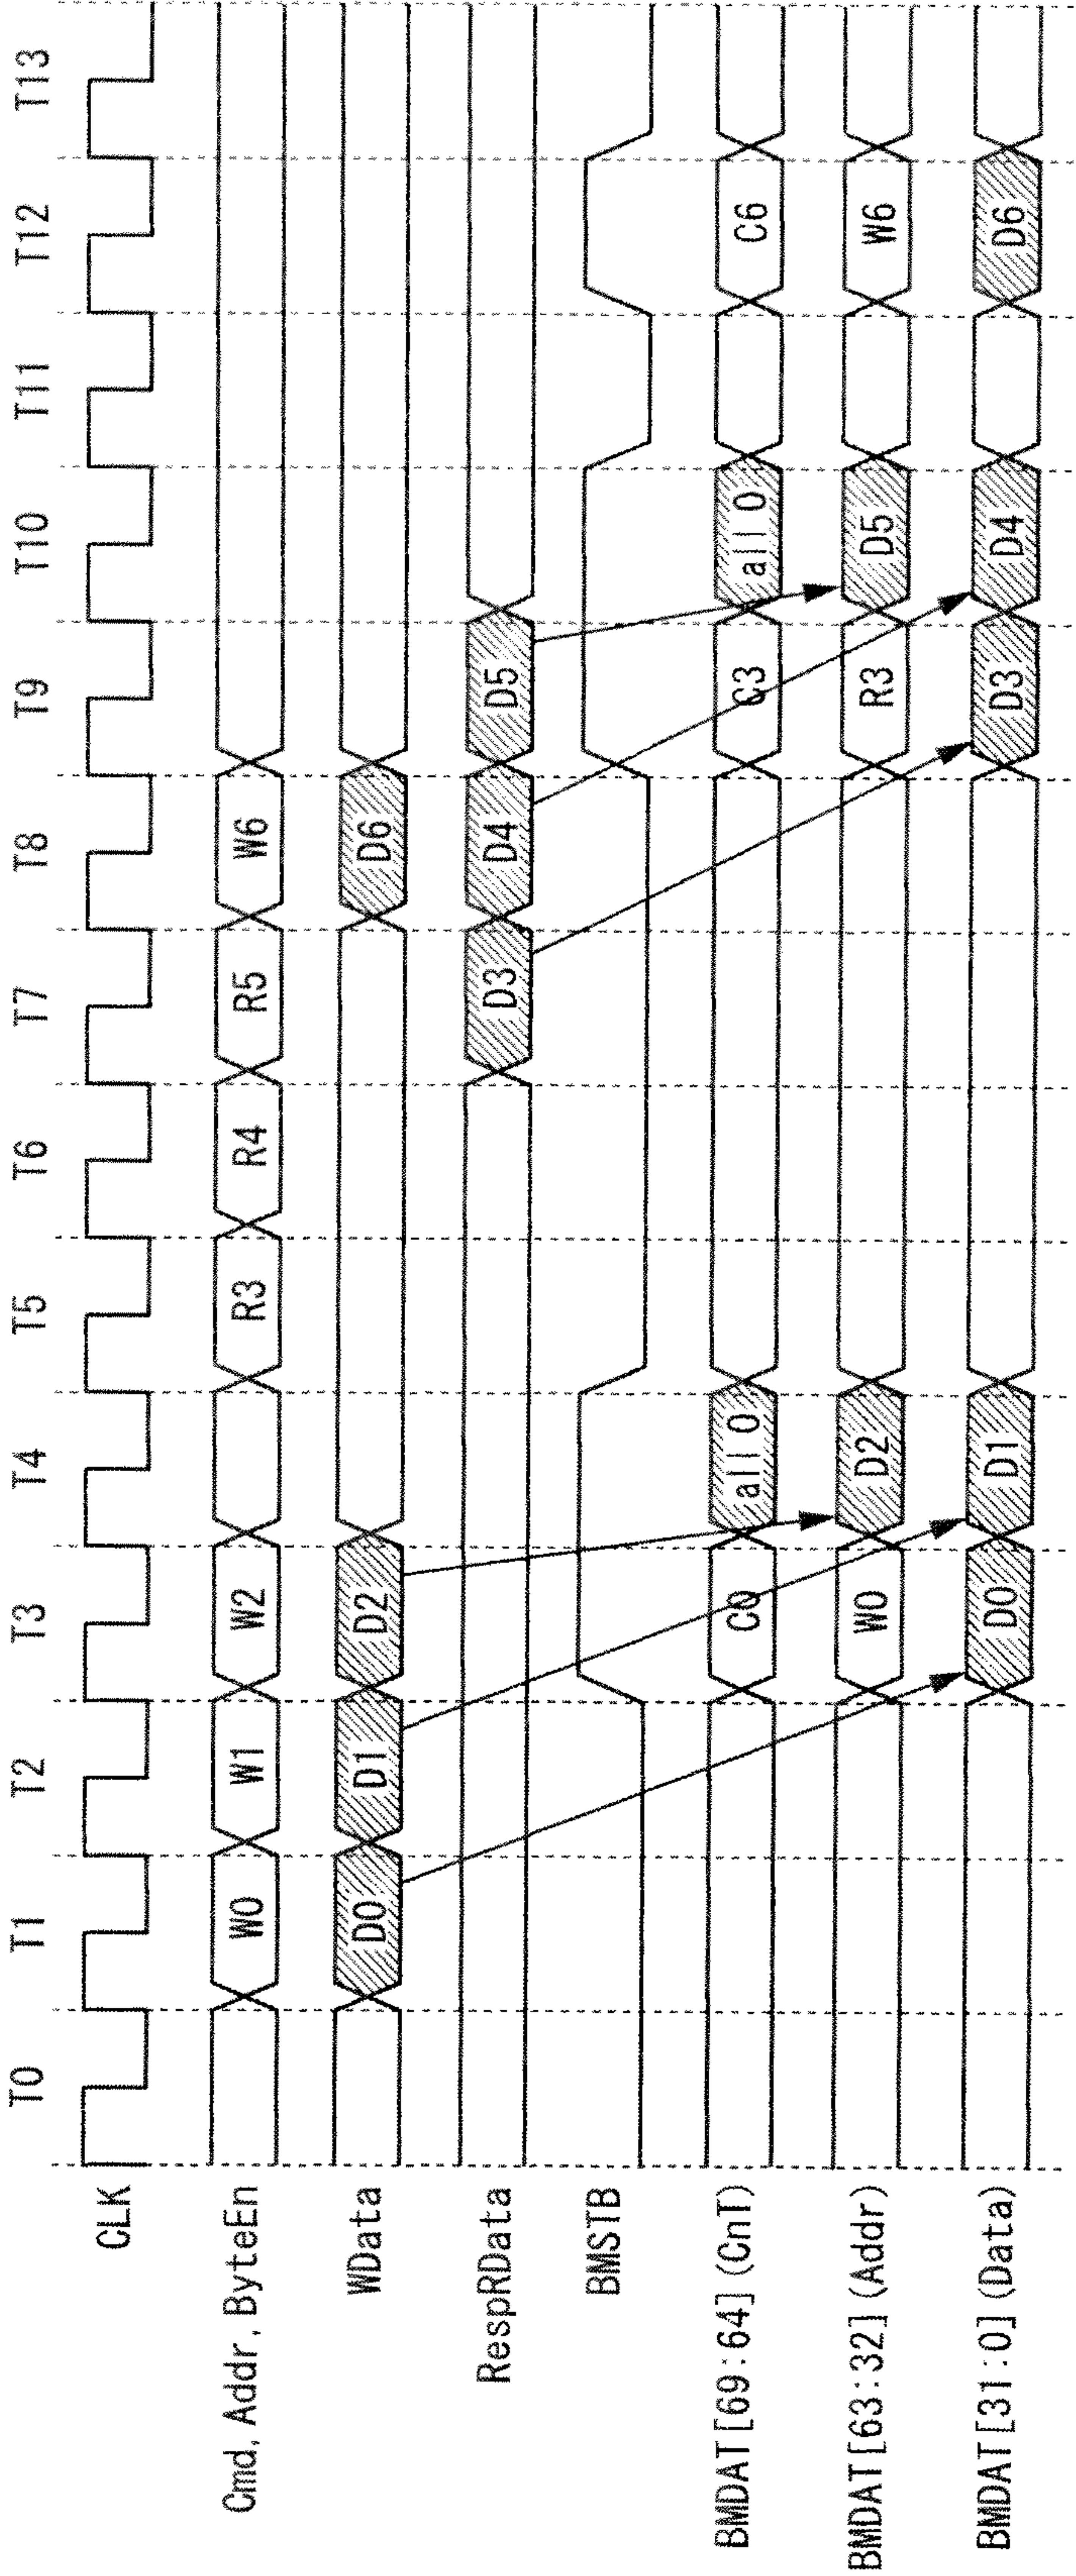 T0 T1 T2 T3 T4 T5 T6 T7 T8 T9 T10 T11 T12 T13
CLK
Cmd, Addr, ByteEn W0 W1 W2 R3 R4 R5 W6
WData D0 D1 D2 D6
RespRData D3 D4 D5
BMSTB
BMDAT[69:64](CnT) C0 all 0 C3 all 0 C6
BMDAT[63:32](Addr) W0 D2 R3 D5 W6
BMDAT[31:0](Data) D0 D1 D3 D4 D6